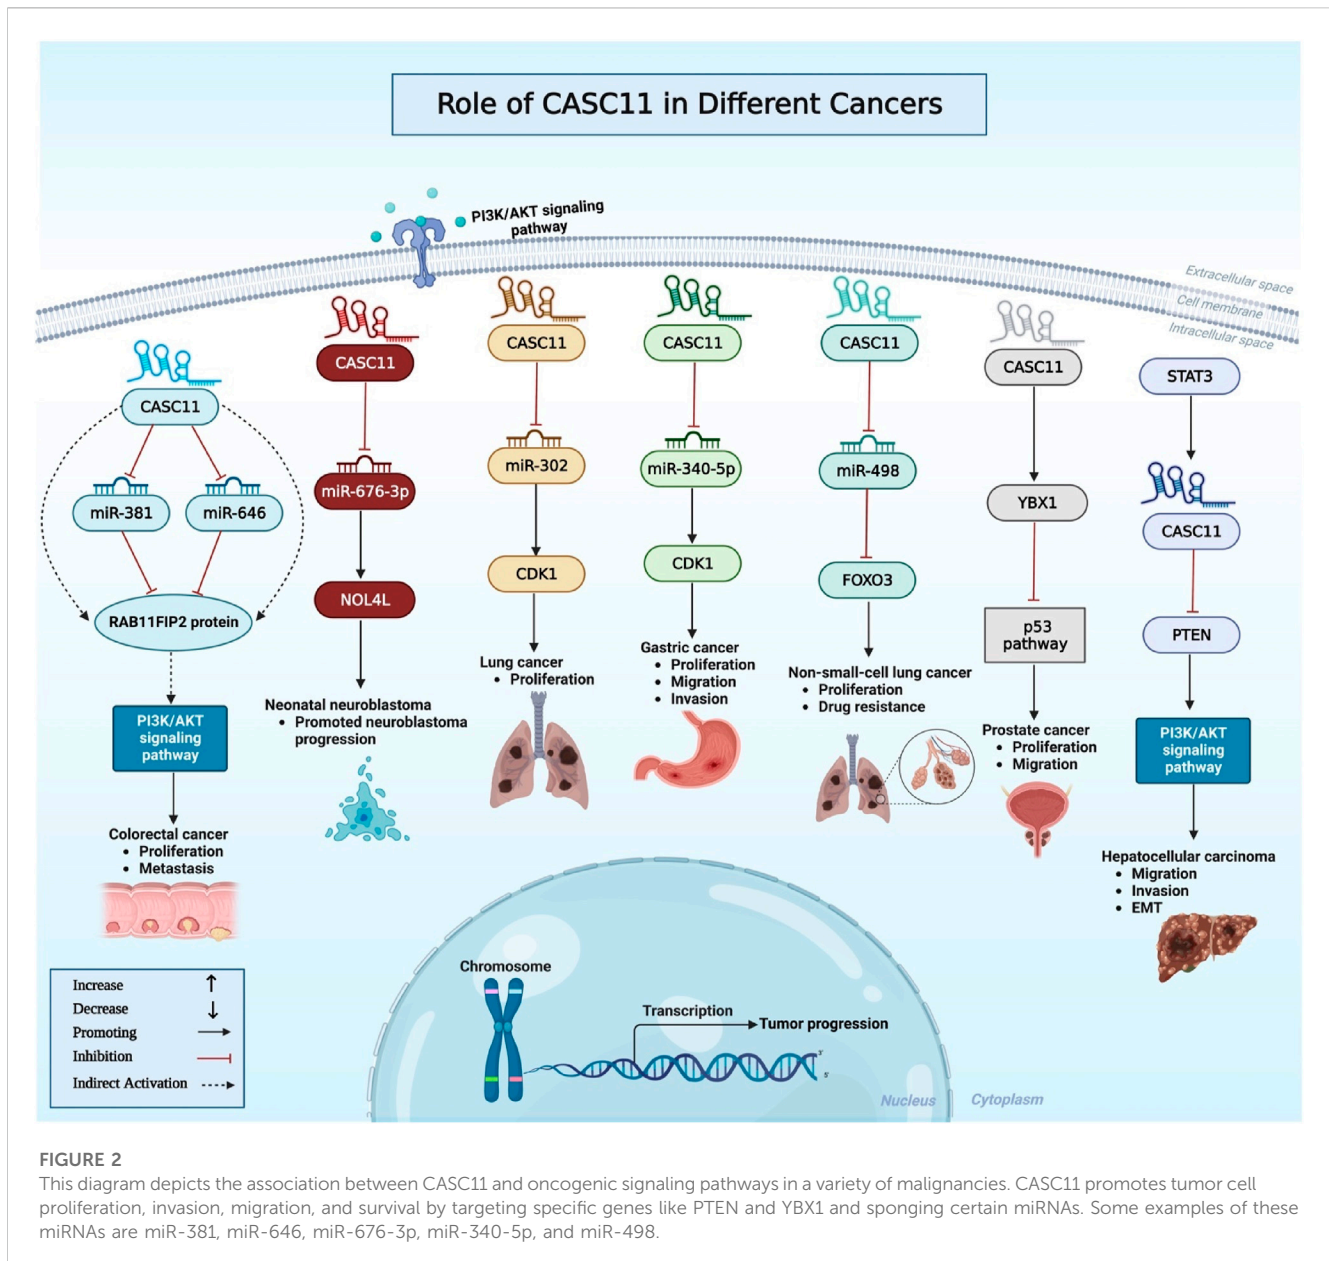 Role of CASC11 in Different Cancers
PI3K/AKT signaling
pathway
Extracellular space
Cell membrane
Intracellular space
CASC11
miR-381
miR-646
RAB11FIP2 protein
PI3K/AKT
signaling
pathway
Colorectal cancer
• Proliferation
• Metastasis
CASC11
miR-676-3p
NOL4L
Neonatal neuroblastoma
• Promoted neuroblastoma
progression
CASC11
miR-302
CDK1
Lung cancer
• Proliferation
CASC11
miR-340-5p
CDK1
Gastric cancer
• Proliferation
• Migration
• Invasion
CASC11
miR-498
FOXO3
Non-small-cell lung cancer
• Proliferation
• Drug resistance
CASC11
YBX1
p53
pathway
Prostate cancer
• Proliferation
• Migration
STAT3
CASC11
PTEN
PI3K/AKT
signaling
pathway
Hepatocellular carcinoma
• Migration
• Invasion
• EMT
Increase
Decrease
Promoting
Inhibition
Indirect Activation
Chromosome
Transcription
Tumor progression
3'
5'
Nucleus
Cytoplasm
FIGURE 2
This diagram depicts the association between CASC11 and oncogenic signaling pathways in a variety of malignancies. CASC11 promotes tumor cell
proliferation, invasion, migration, and survival by targeting specific genes like PTEN and YBX1 and sponging certain miRNAs. Some examples of these
miRNAs are miR-381, miR-646, miR-676-3p, miR-340-5p, and miR-498.